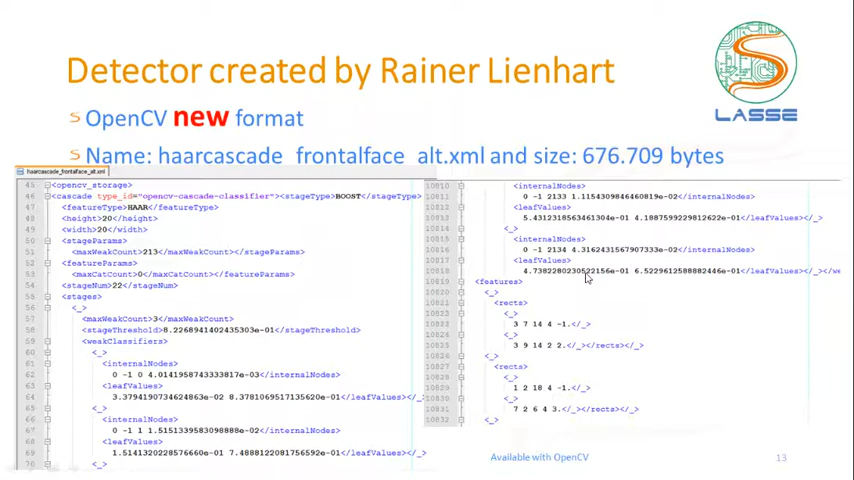 Detector created by Rainer Lienhart
LASSE
OpenCV new format
Name: haarcascade_frontalface_alt.xml and size: 676.709 bytes
haarcascade_frontalface_alt.xml
45 <opencv_storage>
46 <cascade type_id="opencv-cascade-classifier"><stageType>BOOST</stageType>
47 <featureType>HAAR</featureType>
48 <height>20</height>
49 <width>20</width>
50 <stageParams>
51 <maxWeakCount>213</maxWeakCount></stageParams>
52 <featureParams>
53 <maxCatCount>0</maxCatCount></featureParams>
54 <stageNum>22</stageNum>
55 <stages>
56 <_>
57 <maxWeakCount>3</maxWeakCount>
58 <stageThreshold>8.2268941402435303e-01</stageThreshold>
59 <weakClassifiers>
60 <_>
61 <internalNodes>
62 0 -1 0 4.0141958743333817e-03</internalNodes>
63 <leafValues>
64 3.3794190734624863e-02 8.3781069517135620e-01</leafValues></_>
65 <_>
66 <internalNodes>
67 0 -1 1 1.5151339583098888e-02</internalNodes>
68 <leafValues>
69 1.5141320228576660e-01 7.4888122081756592e-01</leafValues></_>
70 <_>
10810 <internalNodes>
10811 0 -1 2133 1.1154309846460819e-02</internalNodes>
10812 <leafValues>
10813 5.4312318563461304e-01 4.1887599229812622e-01</leafValues></_>
10814 <_>
10815 <internalNodes>
10816 0 -1 2134 4.3162431567907333e-02</internalNodes>
10817 <leafValues>
10818 4.7382280230522156e-01 6.5229612588882446e-01</leafValues></_></we
10819 <features>
10820 <_>
10821 <rects>
10822 <_>
10823 3 7 14 4 -1.</_>
10824 <_>
10825 3 9 14 2 2.</_></rects></_>
10826 <_>
10827 <rects>
10828 <_>
10829 1 2 18 4 -1.</_>
10830 <_>
10831 7 2 6 4 3.</_></rects></_>
10832 <_>
Available with OpenCV
13